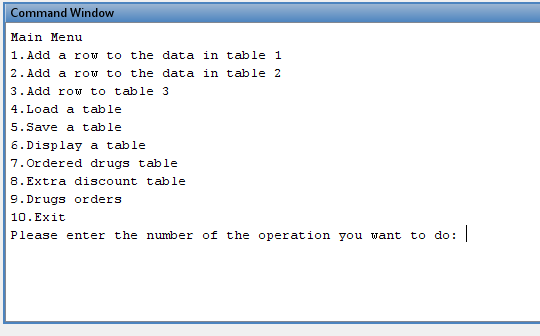 Command Window
Main Menu
1.Add a row to the data in table 1
2.Add a row to the data in table 2
3.Add row to table 3
4.Load a table
5.Save a table
6.Display a table
7.Ordered drugs table
8.Extra discount table
9.Drugs orders
10.Exit
Please enter the number of the operation you want to do: